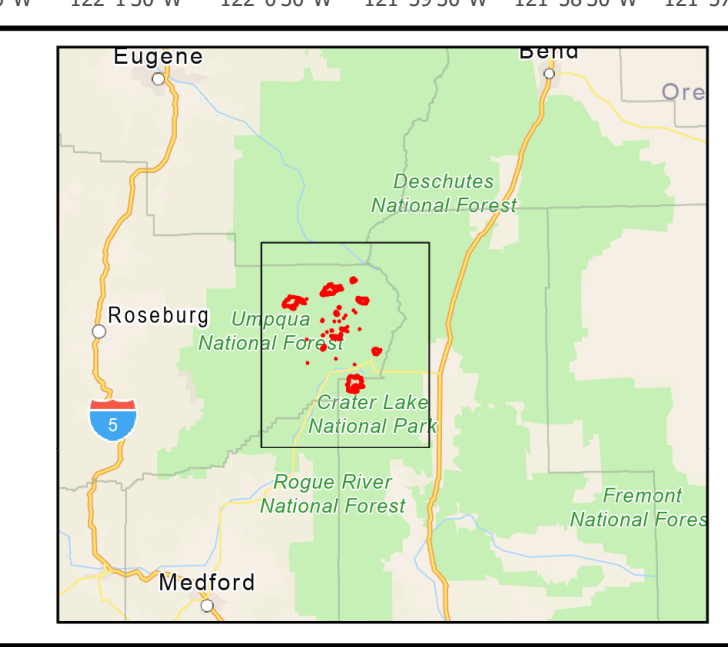 Eugene
Bend
Ore
Deschutes
National Forest
Roseburg
Umpqua
National Forest
5
Crater Lake
National Park
Rogue River
National Forest
Fremont
National Fores
Medford